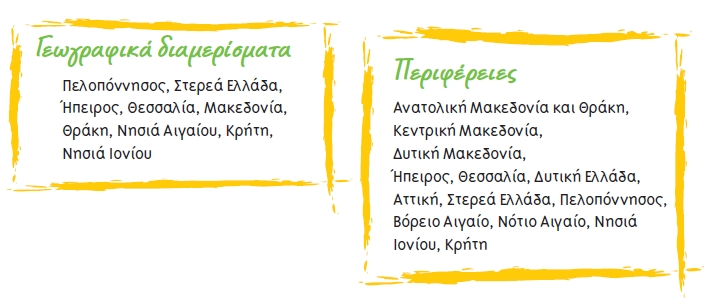 Γεωγραφικά διαμερίσματα
Πελοπόννησος, Στερεά Ελλάδα,
Ήπειρος, Θεσσαλία, Μακεδονία,
Θράκη, Νησιά Αιγαίου, Κρήτη,
Νησιά Ιονίου
Περιφέρειες
Ανατολική Μακεδονία και Θράκη,
Κεντρική Μακεδονία,
Δυτική Μακεδονία,
Ήπειρος, Θεσσαλία, Δυτική Ελλάδα,
Αττική, Στερεά Ελλάδα, Πελοπόννησος,
Βόρειο Αιγαίο, Νότιο Αιγαίο, Νησιά
Ιονίου, Κρήτη